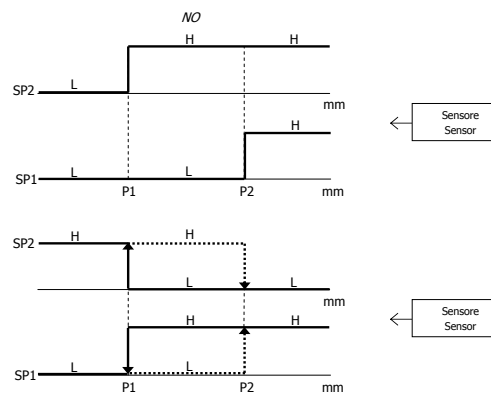 NO
H H
L
SP2
mm
Sensore
Sensor
H
L L
SP1
P1 P2 mm
H H
SP2
L L
mm
Sensore
Sensor
H H
L L
SP1
P1 P2 mm